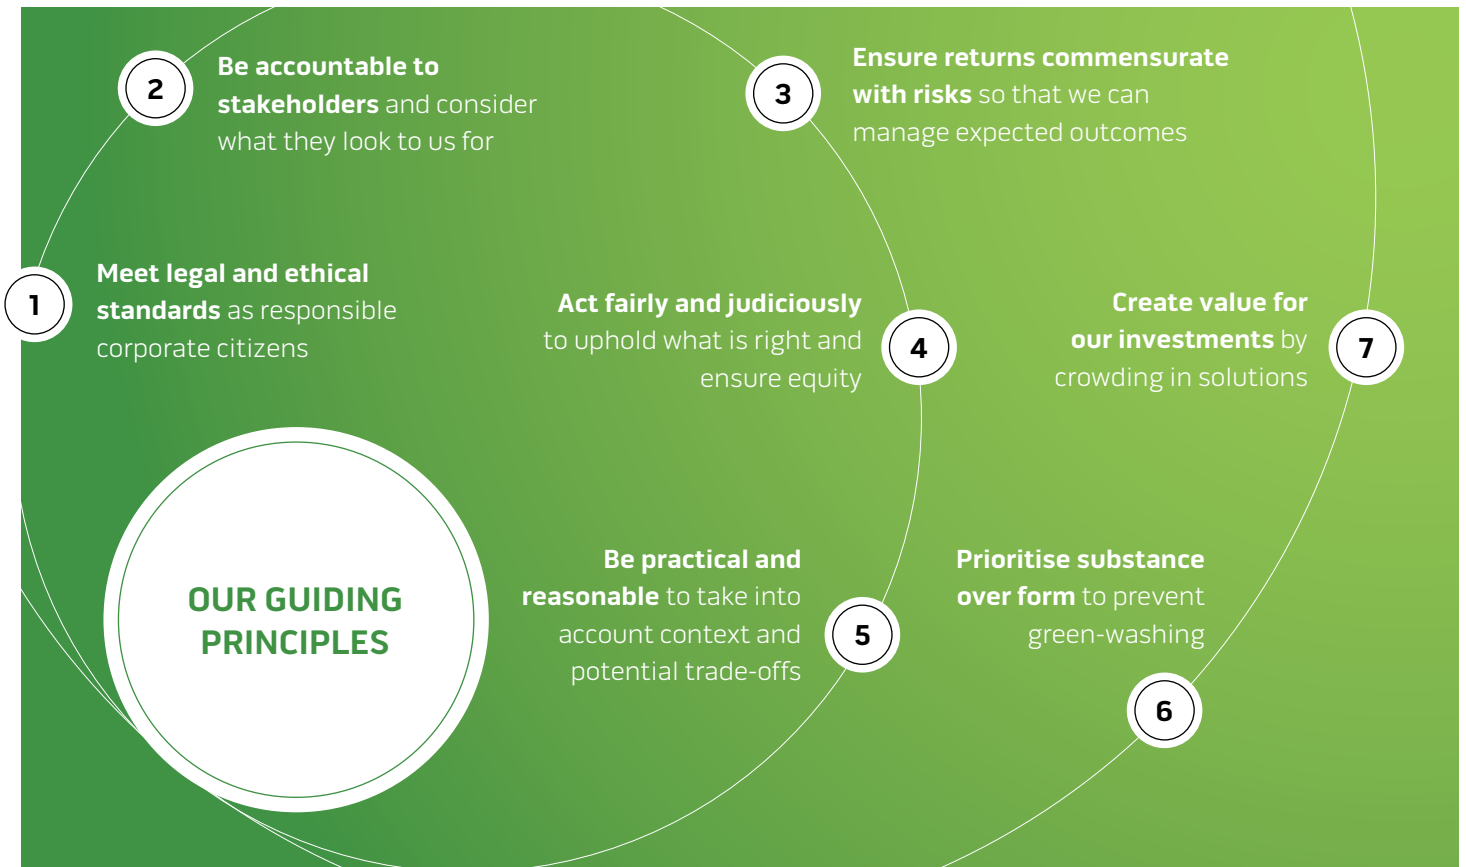 OUR GUIDING
PRINCIPLES
1
Meet legal and ethical
standards as responsible
corporate citizens
2
Be accountable to
stakeholders and consider
what they look to us for
3
Ensure returns commensurate
with risks so that we can
manage expected outcomes
4
Act fairly and judiciously
to uphold what is right and
ensure equity
5
Be practical and
reasonable to take into
account context and
potential trade-offs
6
Prioritise substance
over form to prevent
green-washing
7
Create value for
our investments by
crowding in solutions